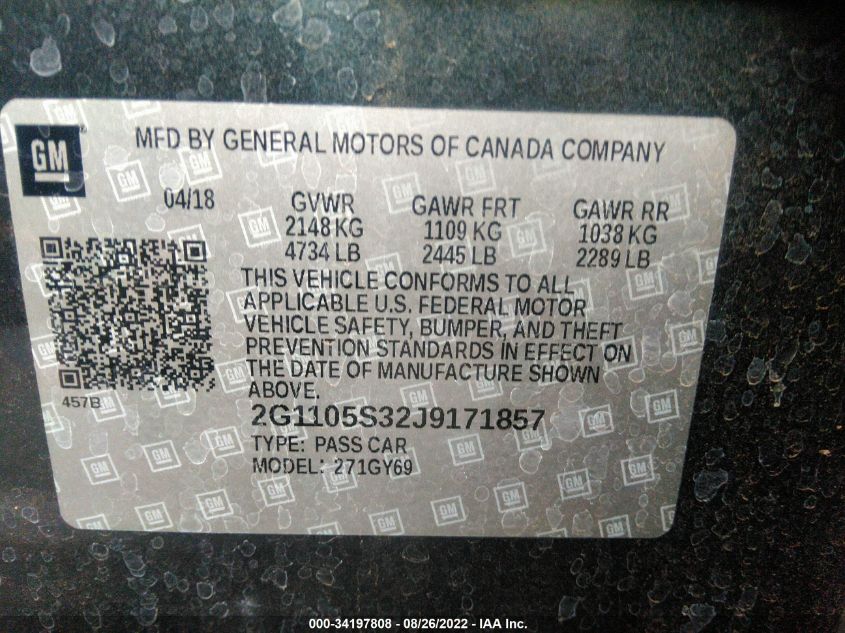 GM
MFD BY GENERAL MOTORS OF CANADA COMPANY
04/18
GVWR
2148 KG
4734 LB
GAWR FRT
1109 KG
2445 LB
GAWR RR
1038 KG
2289 LB
THIS VEHICLE CONFORMS TO ALL
APPLICABLE U.S. FEDERAL MOTOR
VEHICLE SAFETY, BUMPER, AND THEFT
PREVENTION STANDARDS IN EFFECT ON
THE DATE OF MANUFACTURE SHOWN
ABOVE.
457B
2G1105S32J9171857
TYPE: PASS CAR
MODEL: 271GY69
000-34197808 - 08/26/2022 - IAA Inc.